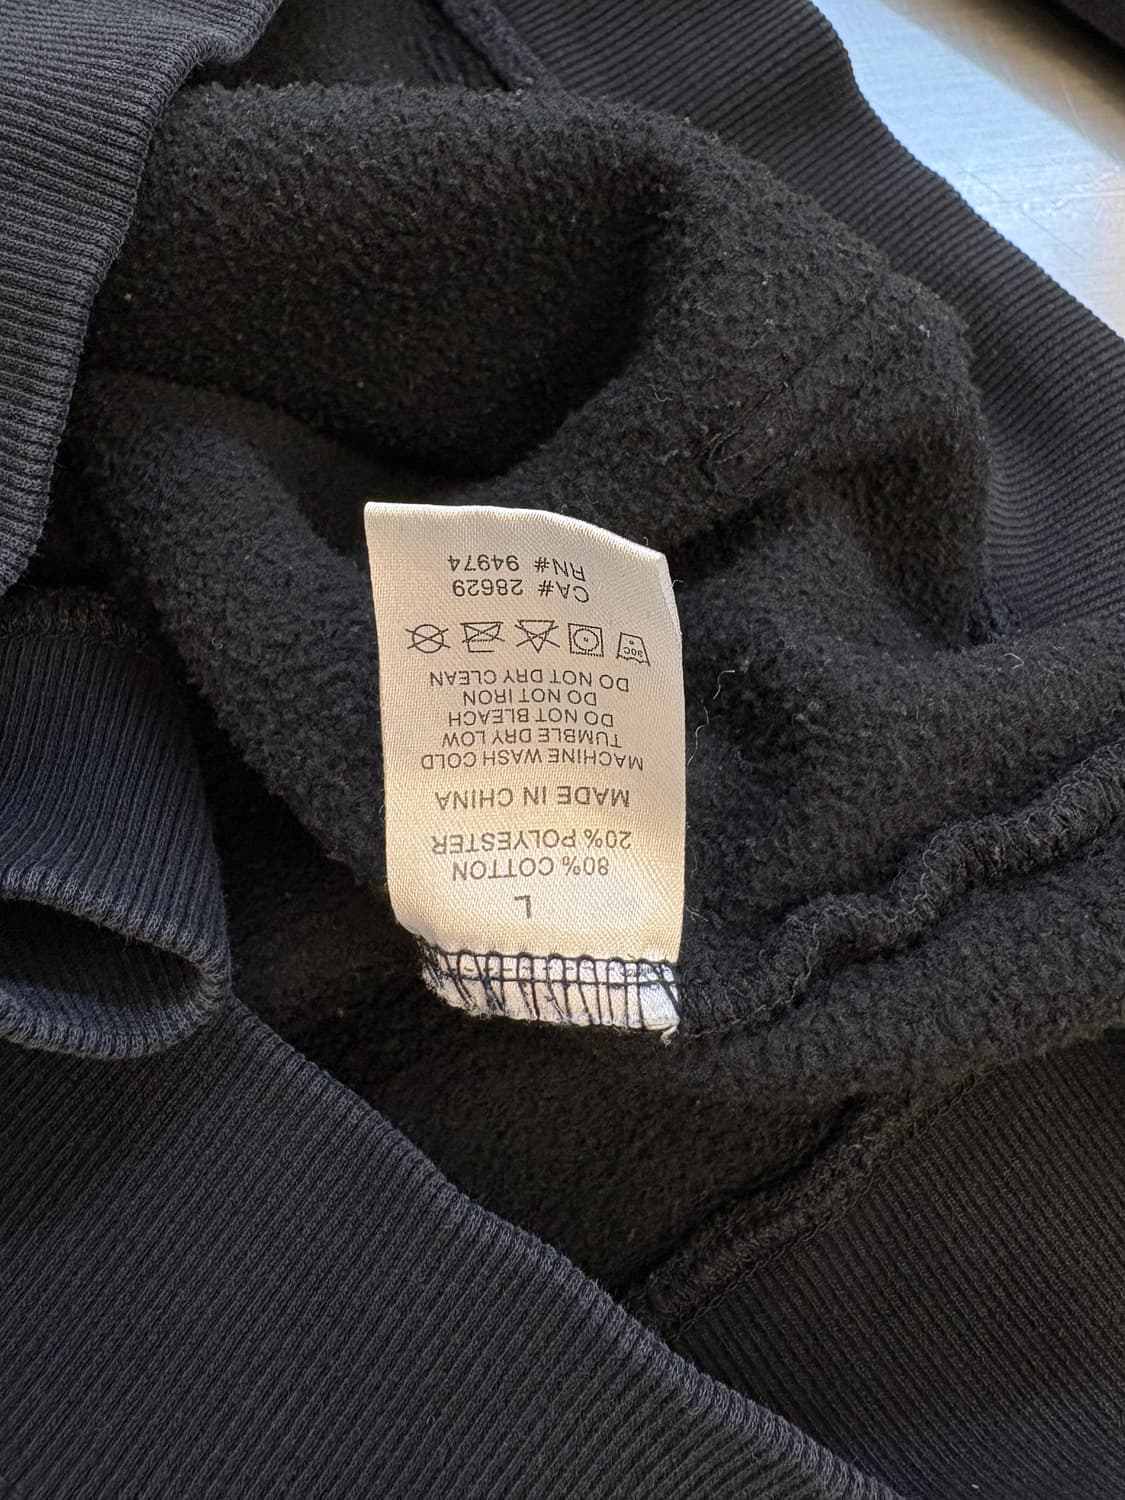 L
80% COTTON
20% POLYESTER
MADE IN CHINA
MACHINE WASH COLD
TUMBLE DRY LOW
DO NOT BLEACH
DO NOT IRON
DO NOT DRY CLEAN
30C
CA# 28629
RN# 94974